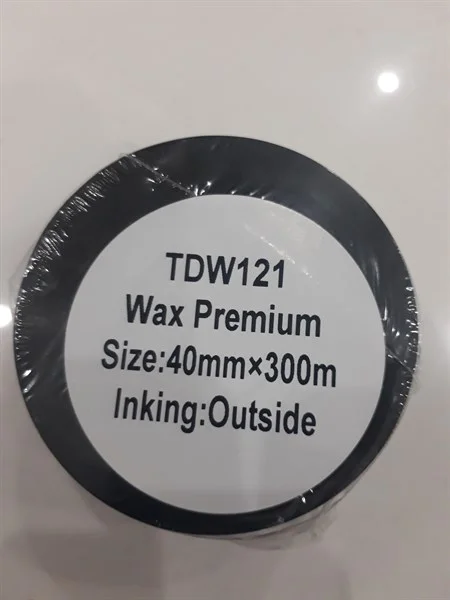 TDW121
Wax Premium
Size:40mm×300m
Inking:Outside